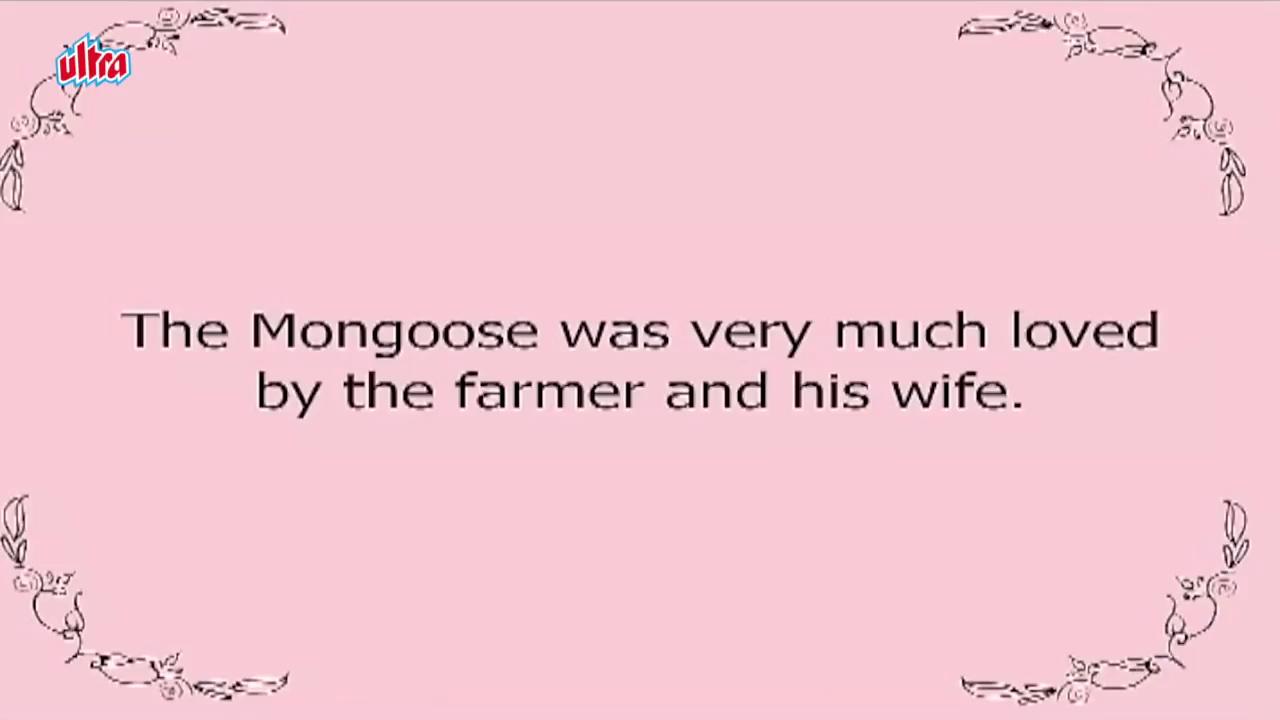 ultra
The Mongoose was very much loved
by the farmer and his wife.